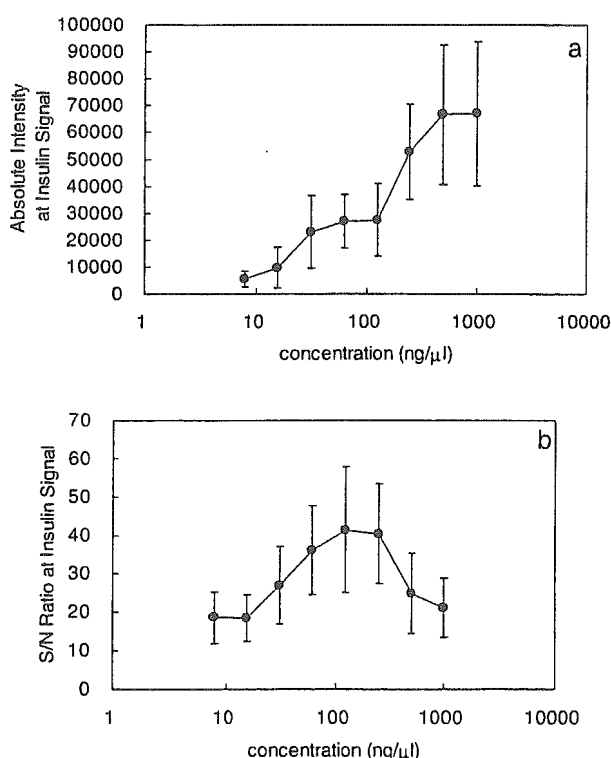 a
Absolute Intensity
at Insulin Signal
100000
90000
80000
70000
60000
50000
40000
30000
20000
10000
0
1 10 100 1000 10000
concentration (ng/μl)
b
S/N Ratio at Insulin Signal
70
60
50
40
30
20
10
0
1 10 100 1000 10000
concentration (ng/μl)